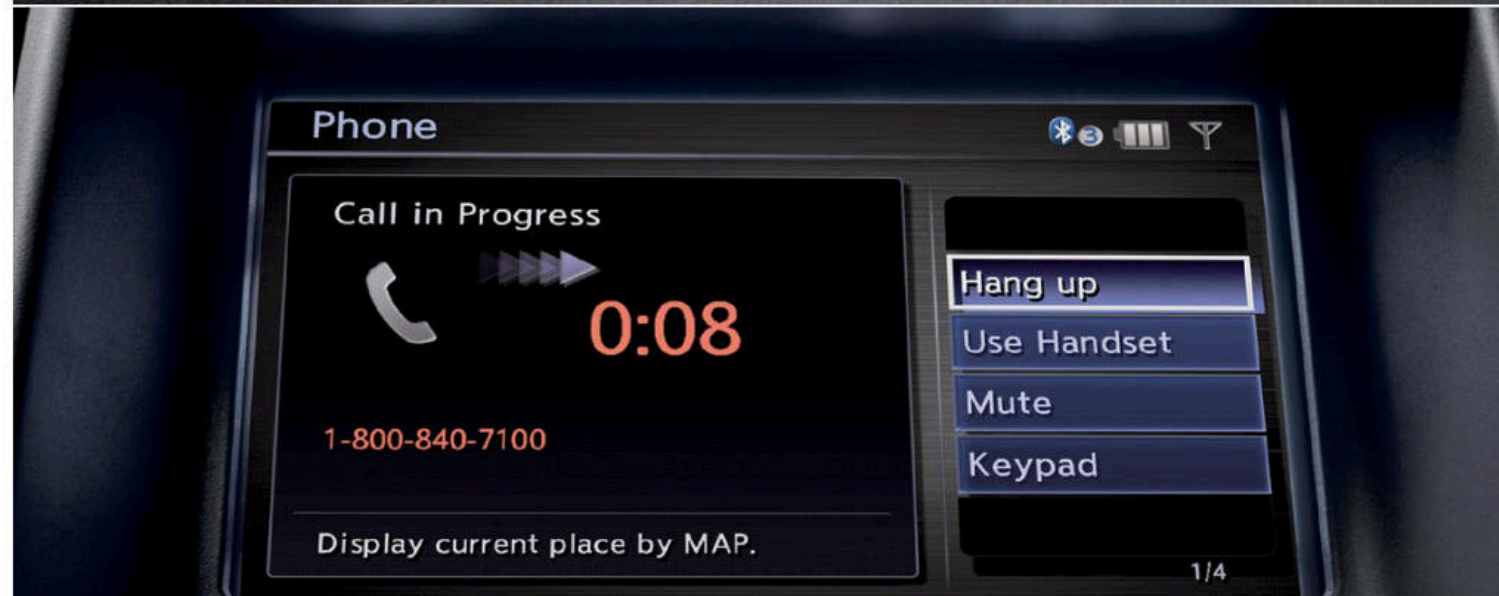 Phone
3
Call in Progress
0:08
1-800-840-7100
Display current place by MAP.
Hang up
Use Handset
Mute
Keypad
1/4